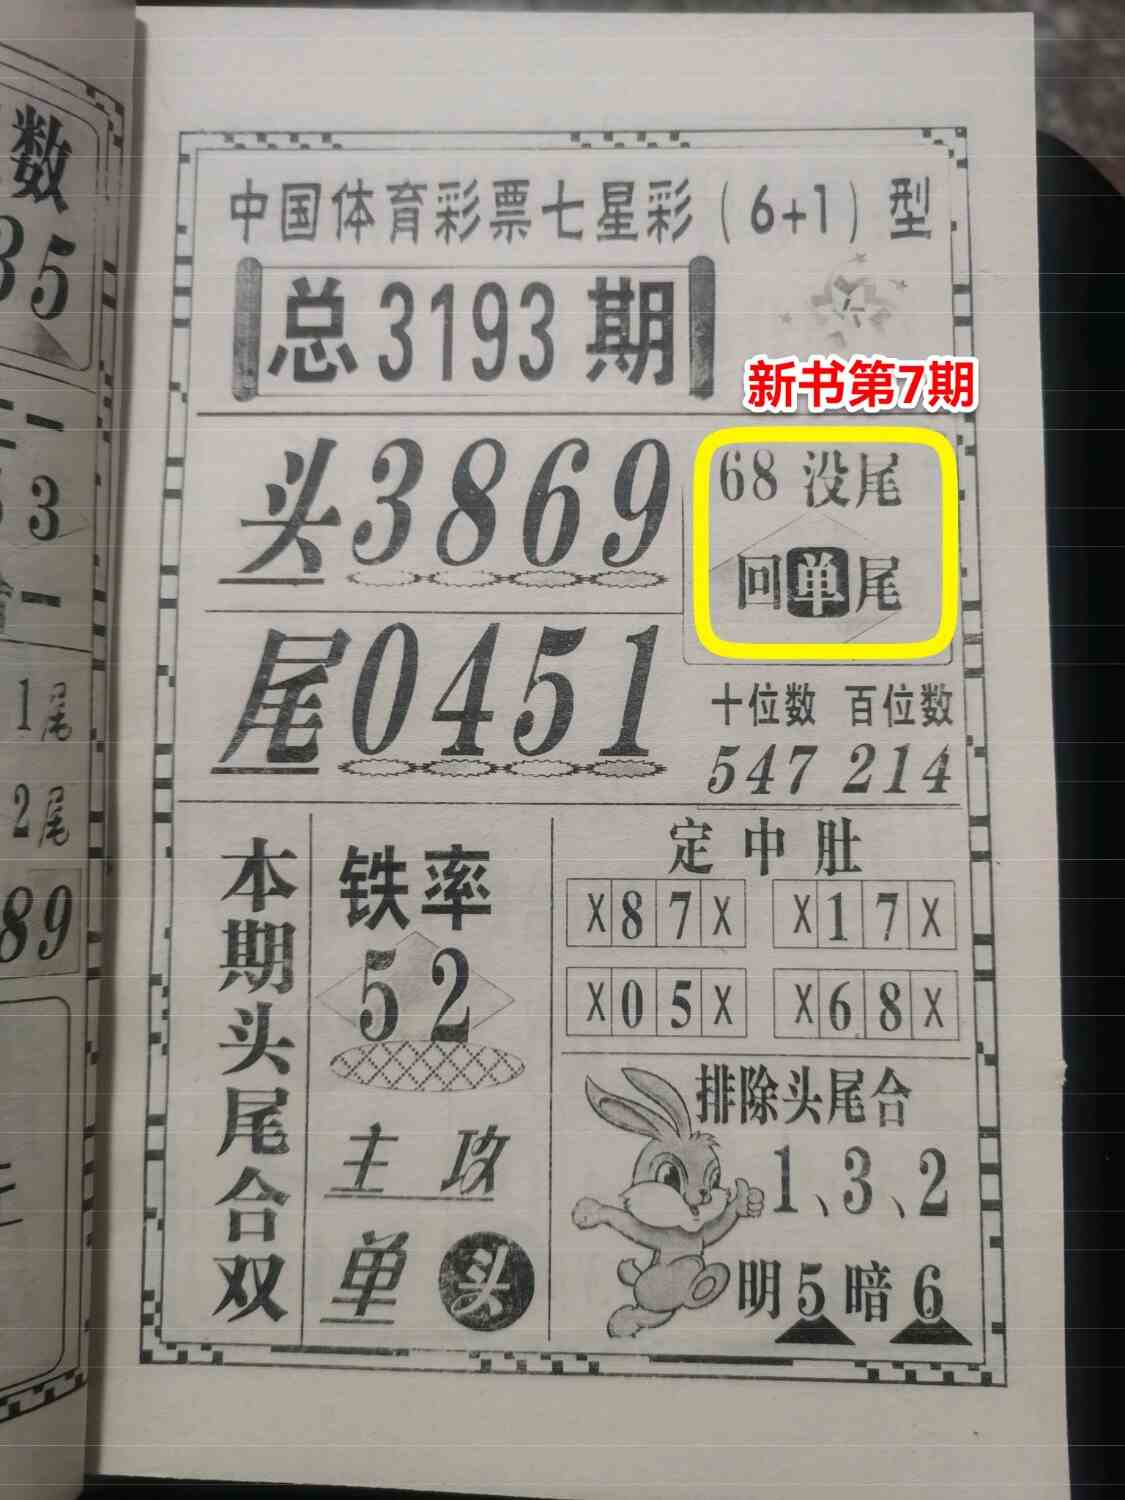 数
35
3
1尾
2尾
89
中国体育彩票七星彩（6+1）型
总3193期
新书第7期
头3869
68没尾
回单尾
尾0451
十位数 百位数
547 214
本期头尾合双
铁率
52
主攻
单头
定中肚
X87X X17X
X05X X68X
排除头尾合
1、3、2
明5暗6